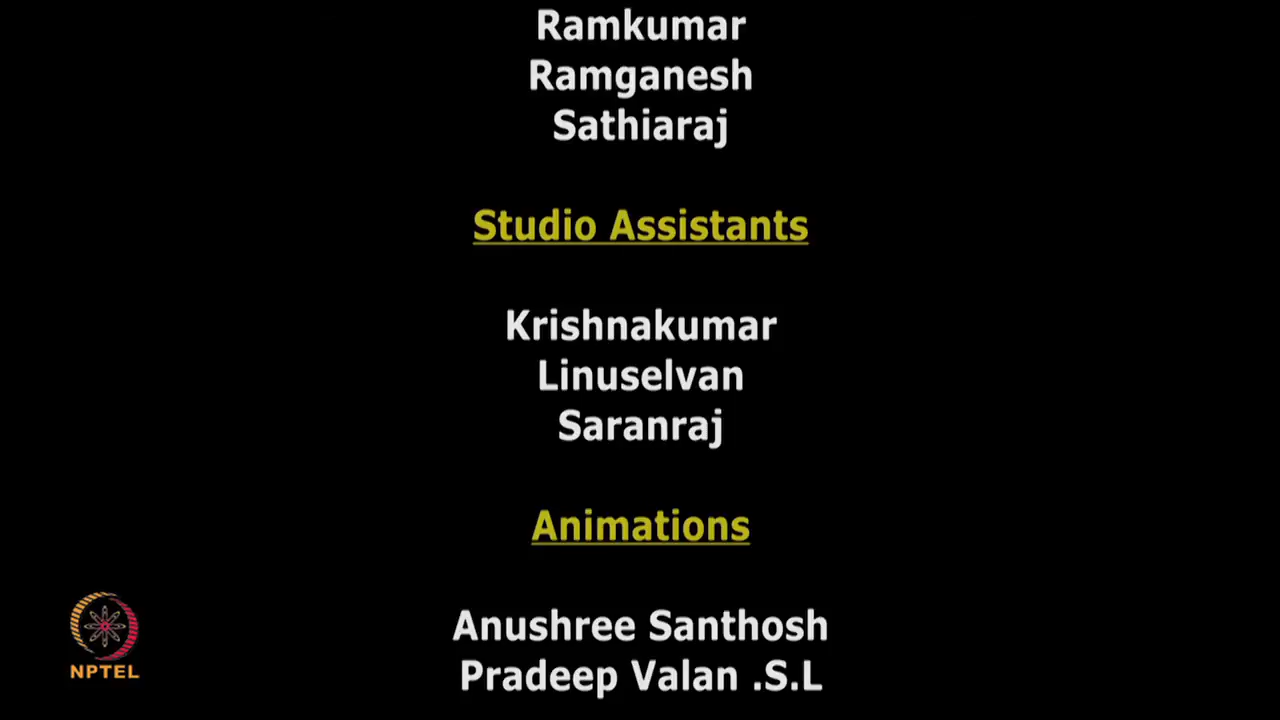 Ramkumar
Ramganesh
Sathiaraj
Studio Assistants
Krishnakumar
Linuselvan
Saranraj
Animations
Anushree Santhosh
Pradeep Valan .S.L
NPTEL